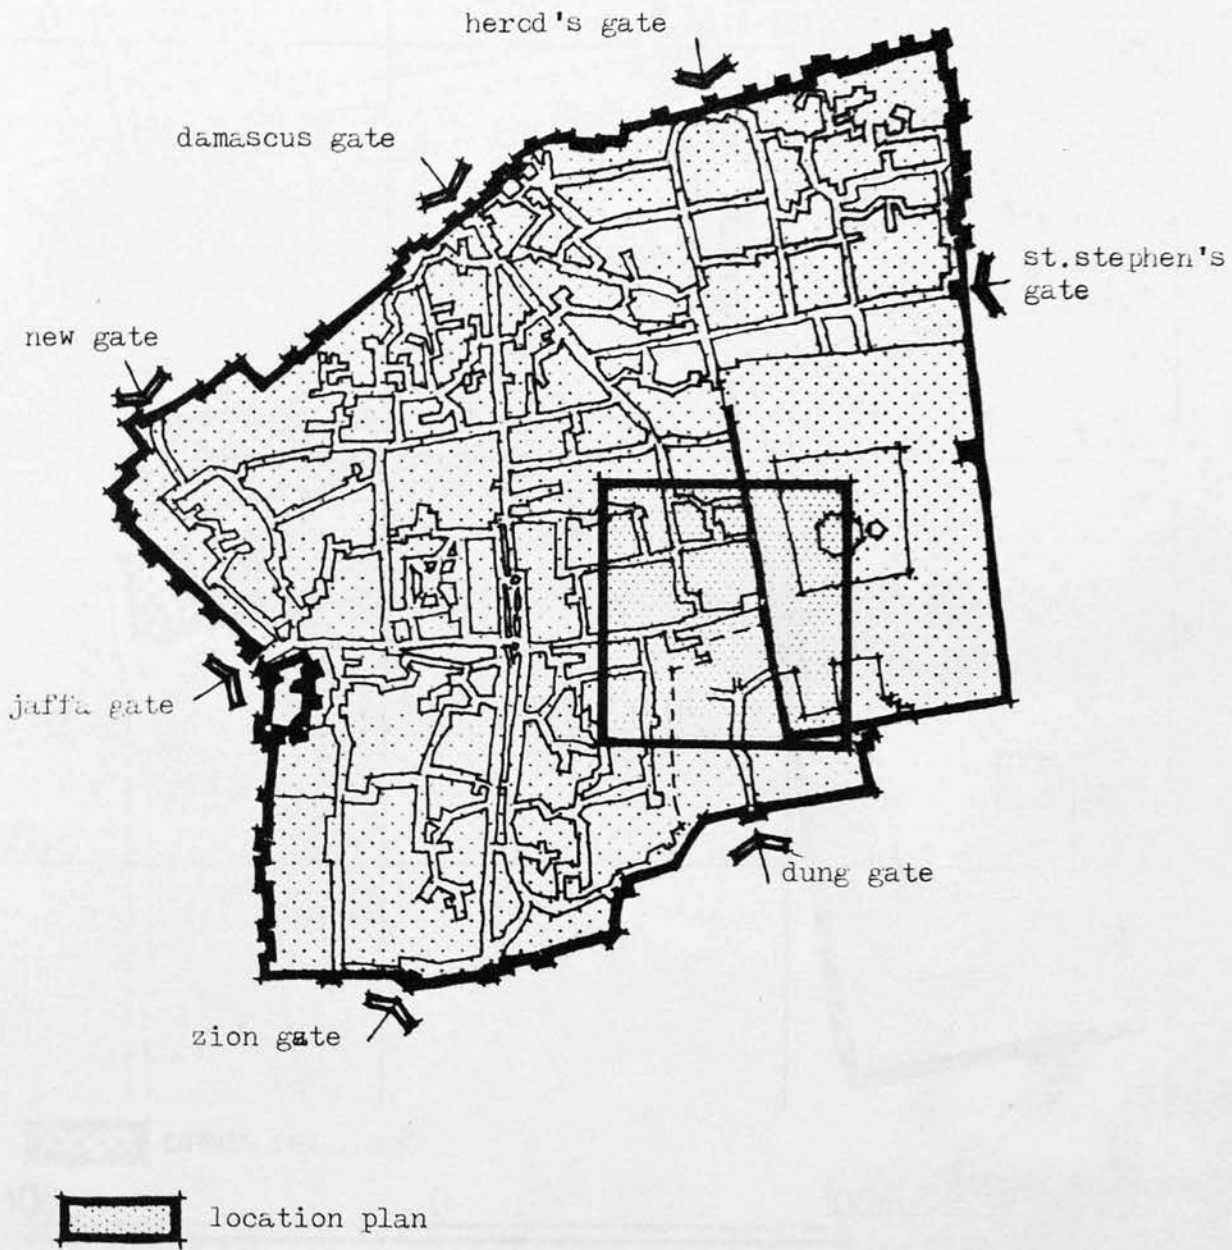 herod's gate
damascus gate
st.stephen's
gate
new gate
jaffa gate
dung gate
zion gate
location plan